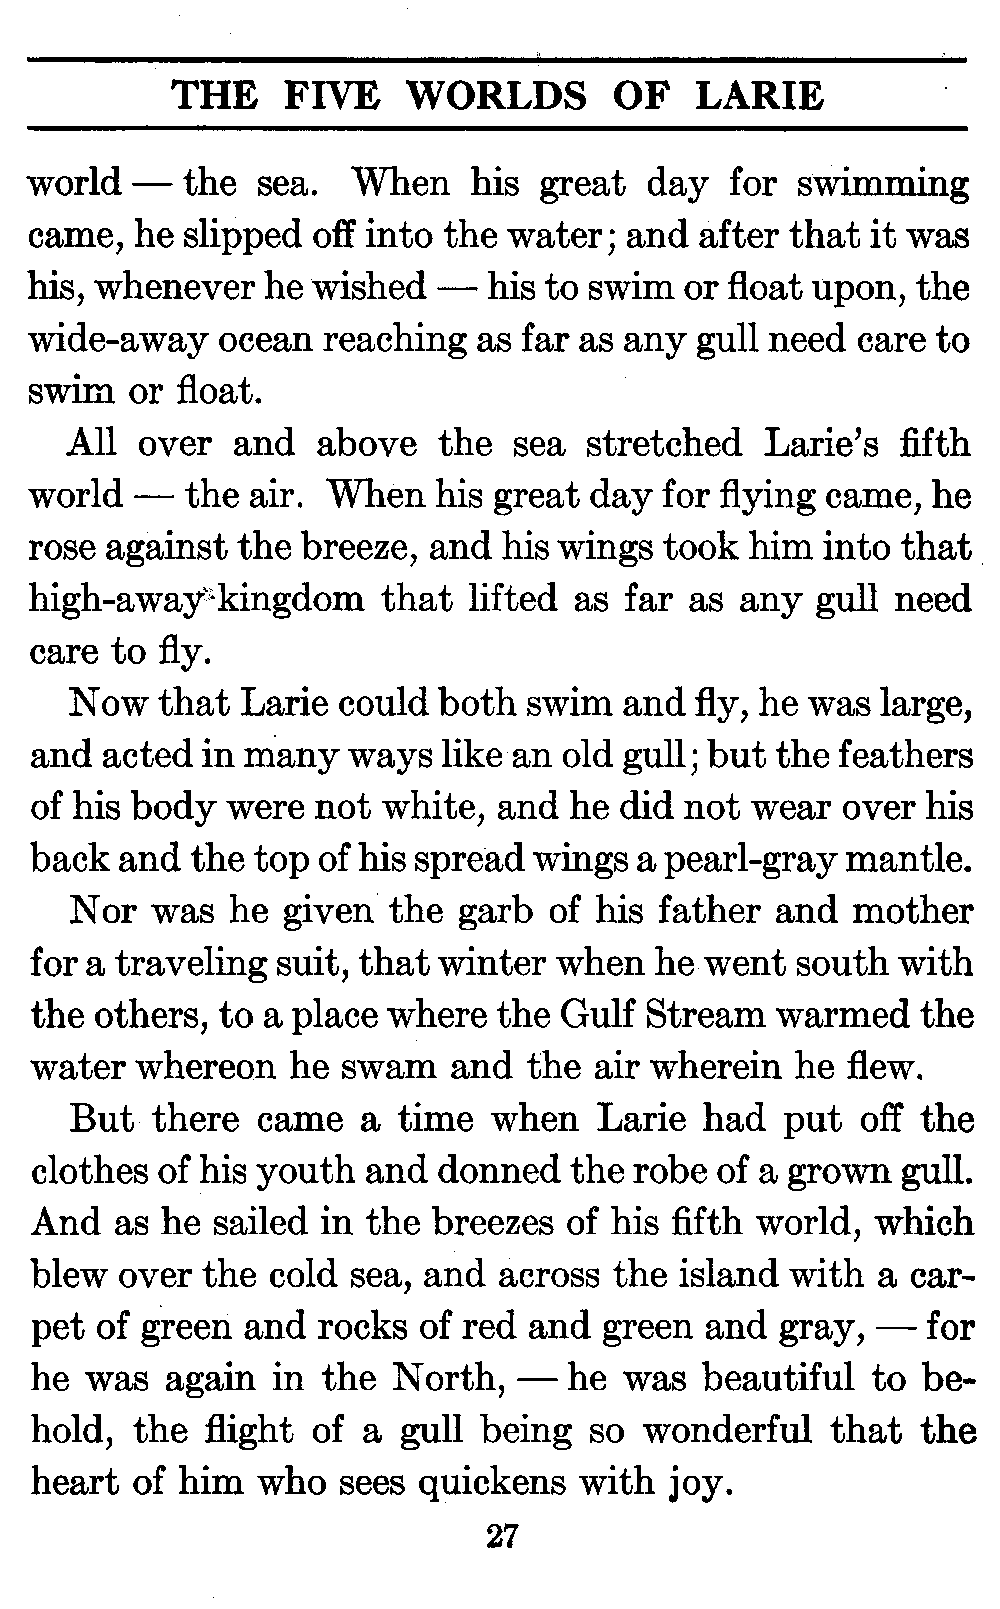 THE FIVE WORLDS OF LARIE
world — the sea. When his great day for swimming
came, he slipped off into the water; and after that it was
his, whenever he wished — his to swim or float upon, the
wide-away ocean reaching as far as any gull need care to
swim or float.
All over and above the sea stretched Larie's fifth
world — the air. When his great day for flying came, he
rose against the breeze, and his wings took him into that
high-away kingdom that lifted as far as any gull need
care to fly.
Now that Larie could both swim and fly, he was large,
and acted in many ways like an old gull; but the feathers
of his body were not white, and he did not wear over his
back and the top of his spread wings a pearl-gray mantle.
Nor was he given the garb of his father and mother
for a traveling suit, that winter when he went south with
the others, to a place where the Gulf Stream warmed the
water whereon he swam and the air wherein he flew.
But there came a time when Larie had put off the
clothes of his youth and donned the robe of a grown gull.
And as he sailed in the breezes of his fifth world, which
blew over the cold sea, and across the island with a car-
pet of green and rocks of red and green and gray, — for
he was again in the North, — he was beautiful to be-
hold, the flight of a gull being so wonderful that the
heart of him who sees quickens with joy.
27